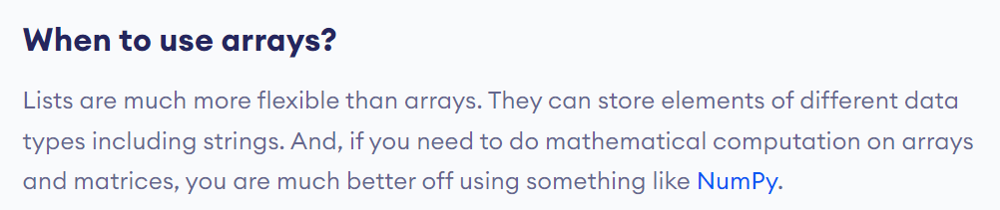 When to use arrays?
Lists are much more flexible than arrays. They can store elements of different data
types including strings. And, if you need to do mathematical computation on arrays
and matrices, you are much better off using something like NumPy.